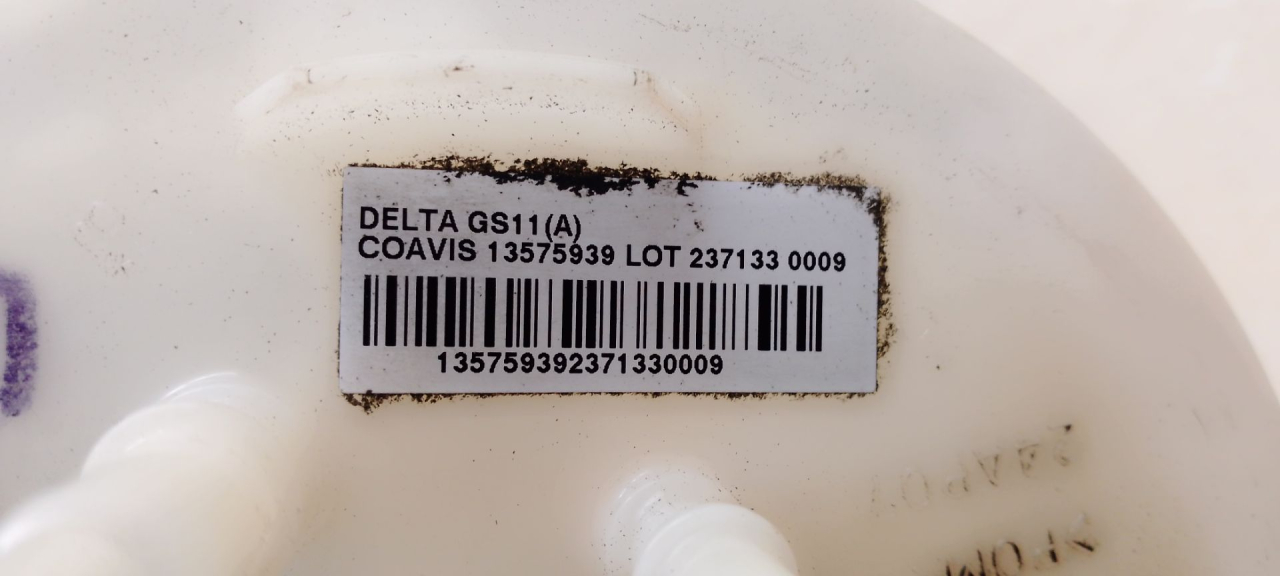 DELTA GS11(A)
COAVIS 13575939 LOT 237133 0009
135759392371330009